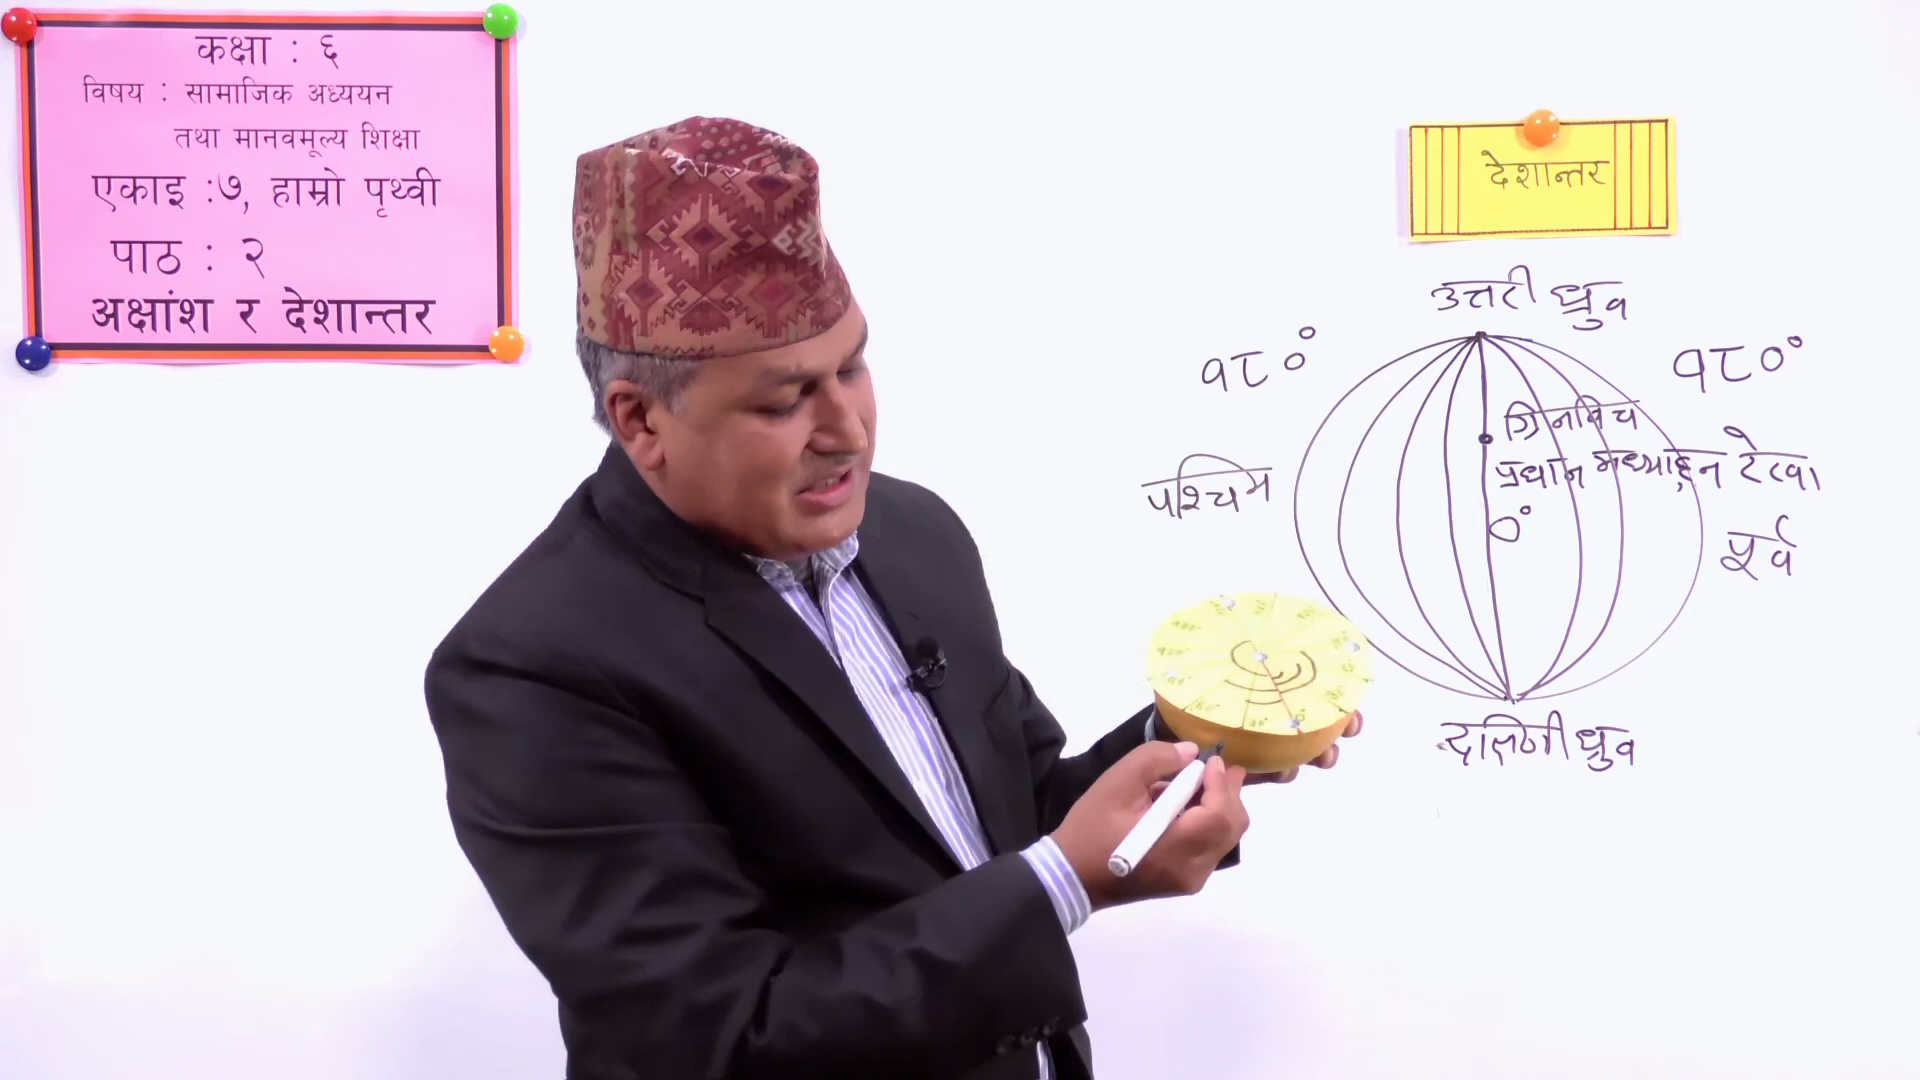 कक्षा : ६
विषय : सामाजिक अध्ययन
तथा मानवमूल्य शिक्षा
एकाइ :७, हाम्रो पृथ्वी
पाठ : २
अक्षांश र देशान्तर
देशान्तर
उत्तरी ध्रुव
१८०°
१८०°
ग्रिनविच
प्रधान मध्याह्न रेखा
पश्चिम
०°
पूर्व
दक्षिणी ध्रुव